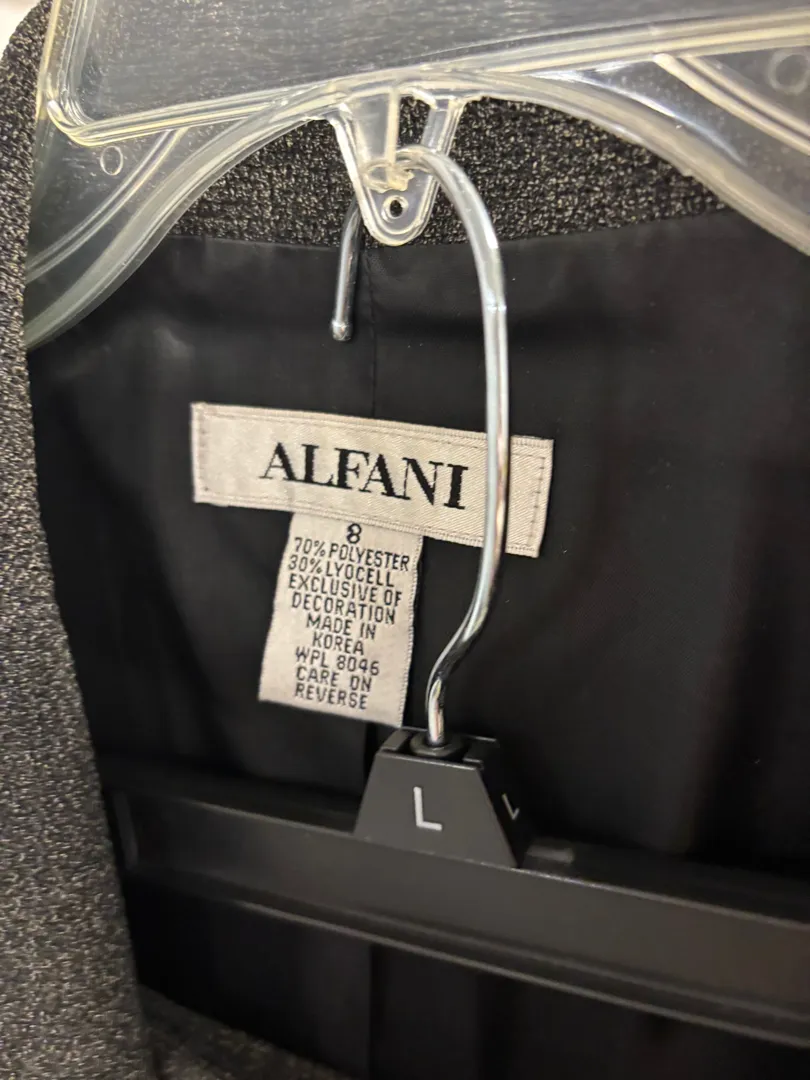 ALFANI
8
70% POLYESTER
30% LYOCELL
EXCLUSIVE OF
DECORATION
MADE IN
KOREA
WPL 8046
CARE ON
REVERSE
L
L